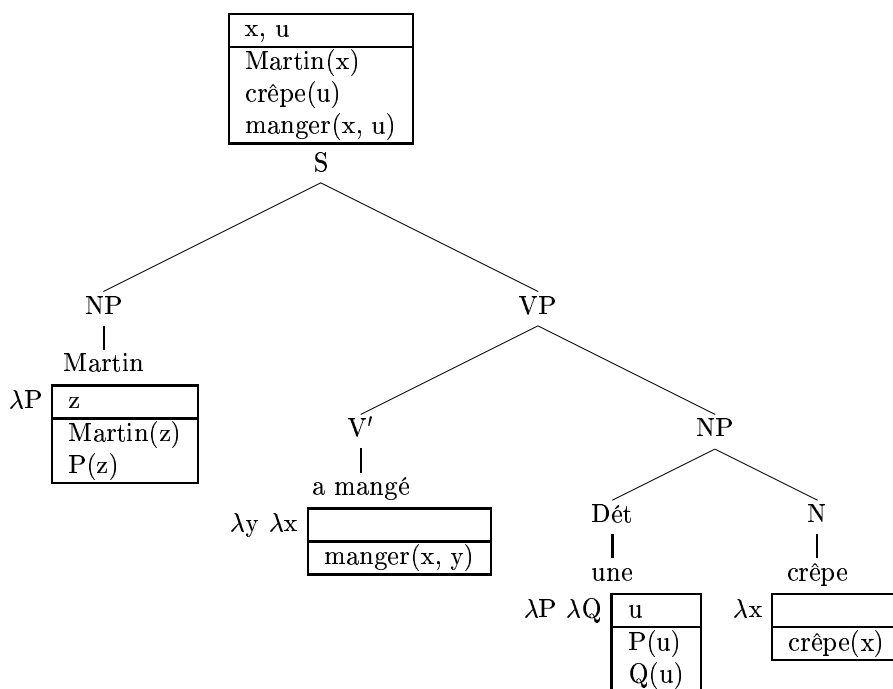 x, u
Martin(x)
crêpe(u)
manger(x, u)
S
NP VP
Martin
λP z
Martin(z)
P(z)
V′ NP
a mangé
λy λx
manger(x, y)
Dét N
une crêpe
λP λQ u λx
P(u) crêpe(x)
Q(u)